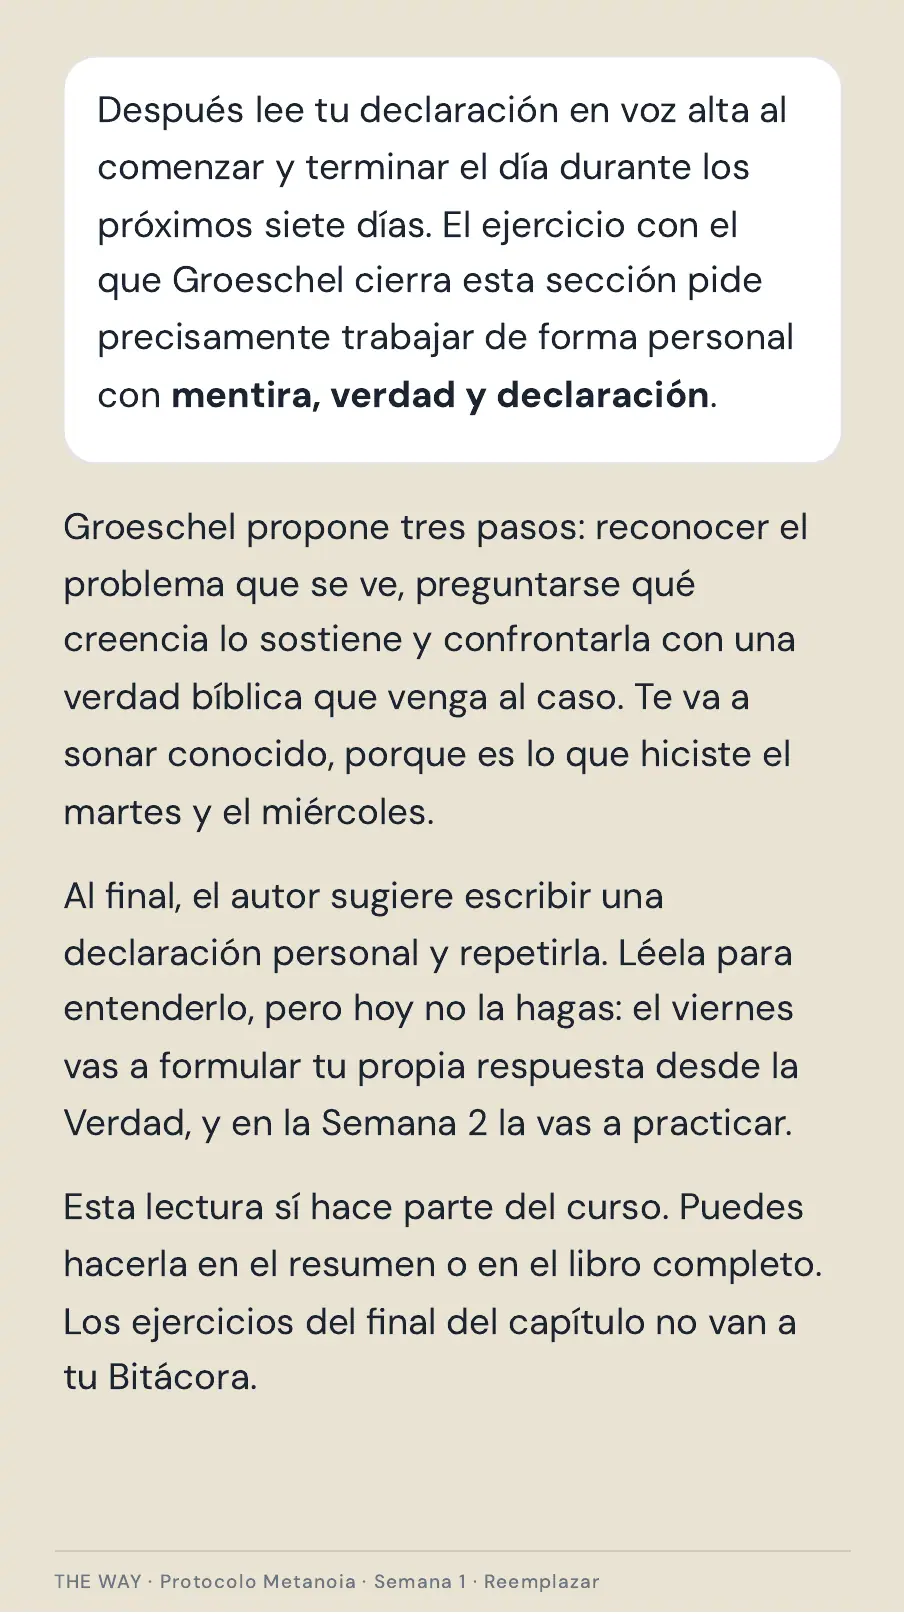 Después lee tu declaración en voz alta al
comenzar y terminar el día durante los
próximos siete días. El ejercicio con el
que Groeschel cierra esta sección pide
precisamente trabajar de forma personal
con mentira, verdad y declaración.
Groeschel propone tres pasos: reconocer el
problema que se ve, preguntarse qué
creencia lo sostiene y confrontarla con una
verdad bíblica que venga al caso. Te va a
sonar conocido, porque es lo que hiciste el
martes y el miércoles.
Al final, el autor sugiere escribir una
declaración personal y repetirla. Léela para
entenderlo, pero hoy no la hagas: el viernes
vas a formular tu propia respuesta desde la
Verdad, y en la Semana 2 la vas a practicar.
Esta lectura sí hace parte del curso. Puedes
hacerla en el resumen o en el libro completo.
Los ejercicios del final del capítulo no van a
tu Bitácora.
THE WAY · Protocolo Metanoia · Semana 1 · Reemplazar